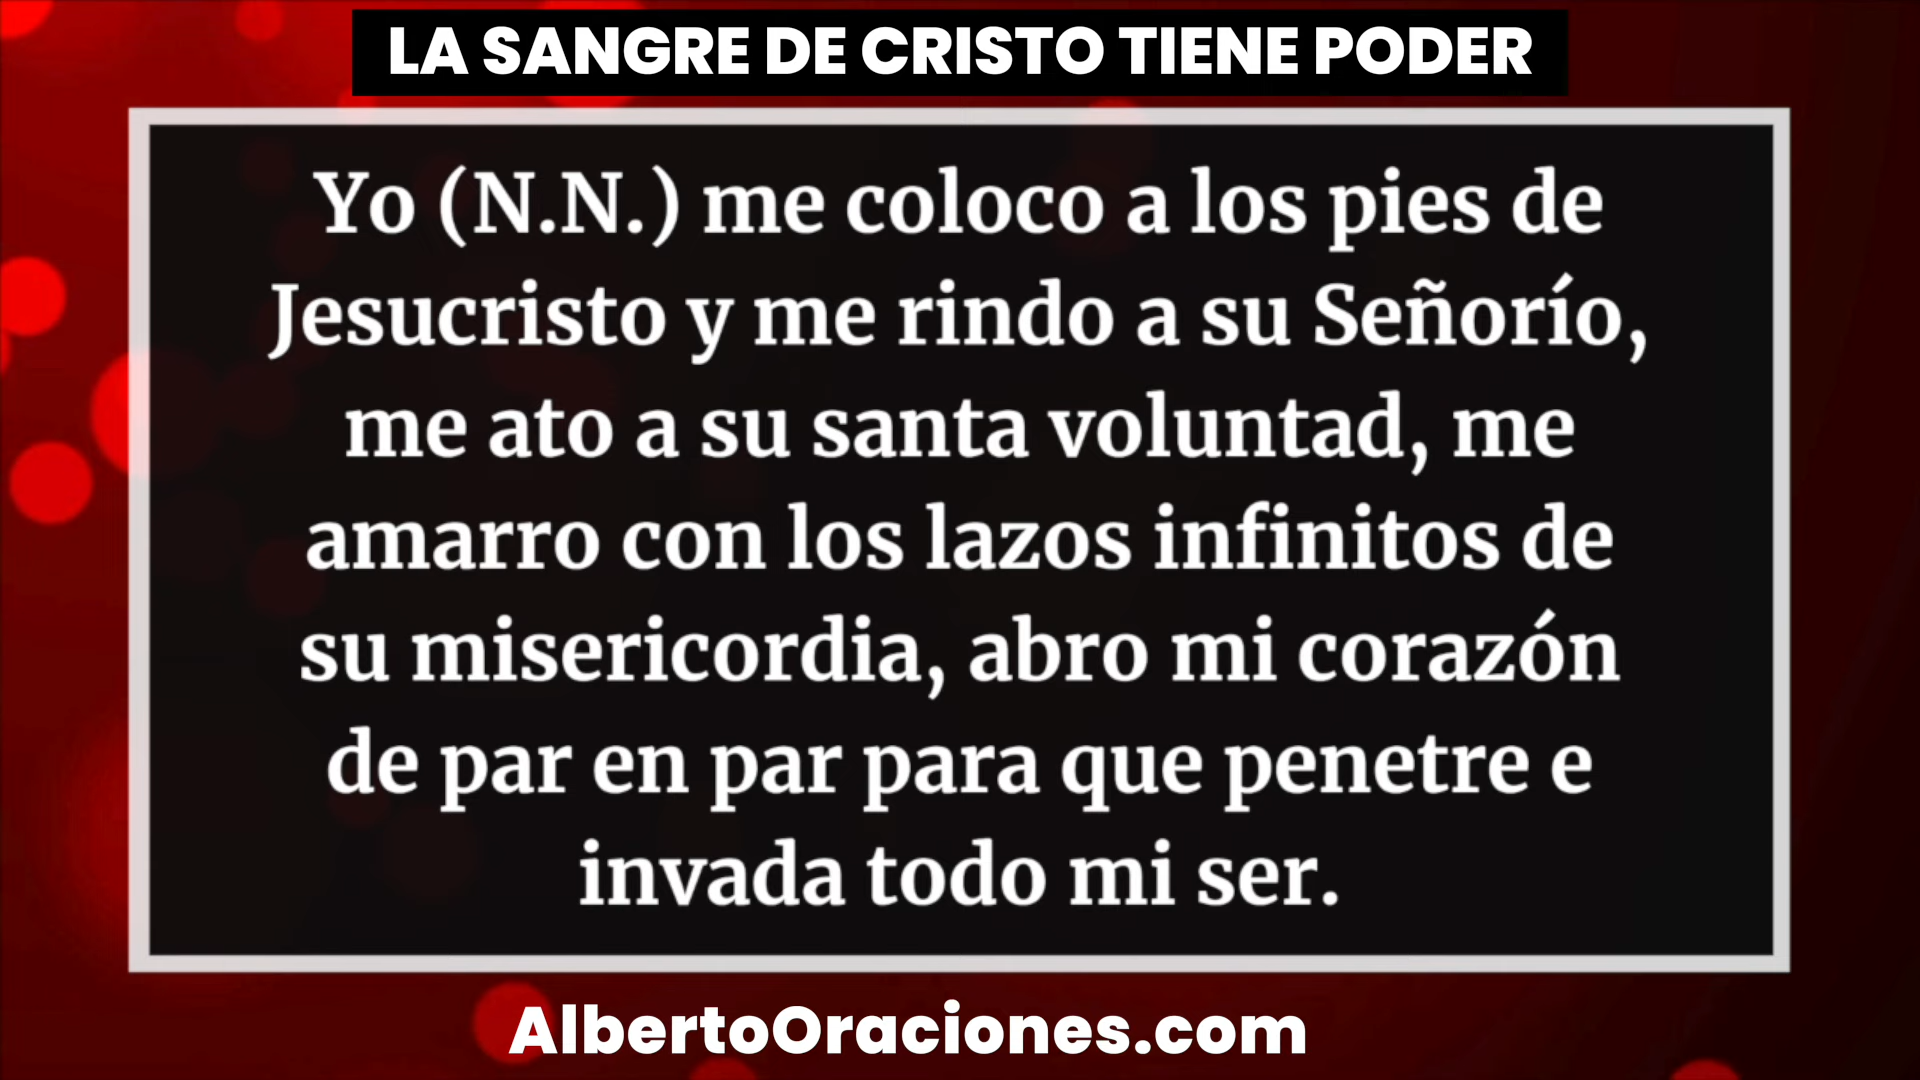 LA SANGRE DE CRISTO TIENE PODER
Yo (N.N.) me coloco a los pies de
Jesucristo y me rindo a su Señorío,
me ato a su santa voluntad, me
amarro con los lazos infinitos de
su misericordia, abro mi corazón
de par en par para que penetre e
invada todo mi ser.
AlbertoOraciones.com